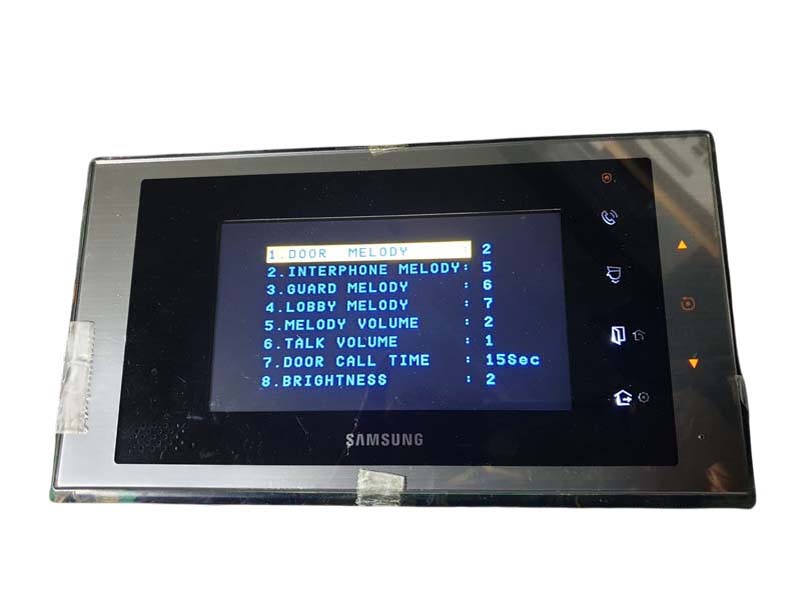 1.DOOR MELODY : 2
2.INTERPHONE MELODY: 5
3.GUARD MELODY : 6
4.LOBBY MELODY : 7
5.MELODY VOLUME : 2
6.TALK VOLUME : 1
7.DOOR CALL TIME : 15Sec
8.BRIGHTNESS : 2
SAMSUNG